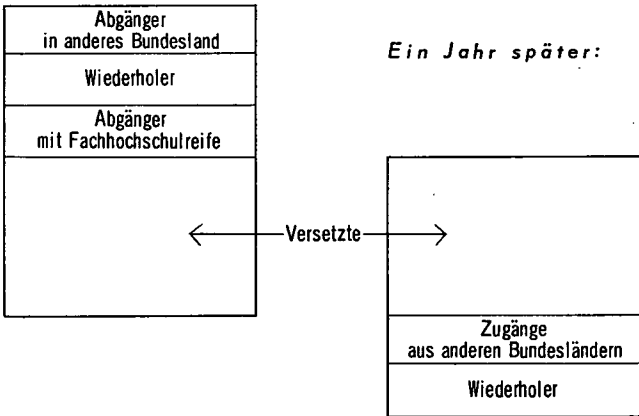 Abgänger
in anderes Bundesland
Ein Jahr später:
Wiederholer
Abgänger
mit Fachhochschulreife
Versetzte
Zugänge
aus anderen Bundesländern
Wiederholer